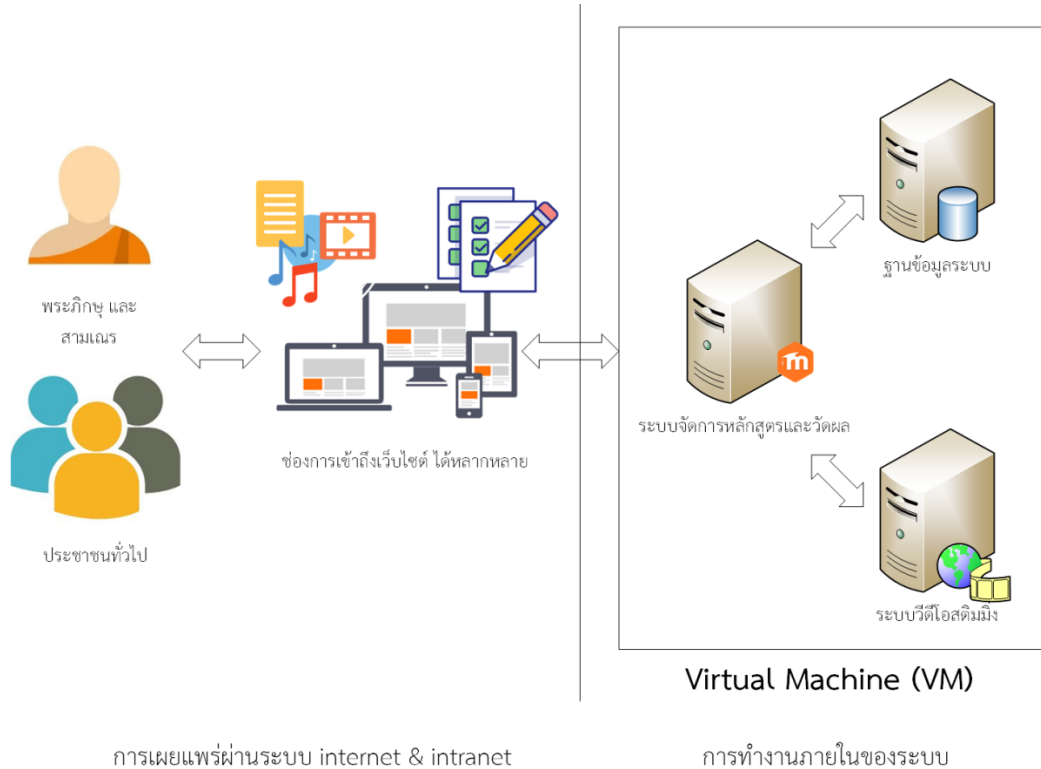 พระภิกษุ และ
สามเณร
ประชาชนทั่วไป
ช่องการเข้าถึงเว็บไซต์ ได้หลากหลาย
ฐานข้อมูลระบบ
m
ระบบจัดการหลักสูตรและวัดผล
ระบบวีดีโอสติมมิ่ง
Virtual Machine (VM)
การเผยแพร่ผ่านระบบ internet & intranet
การทำงานภายในของระบบ